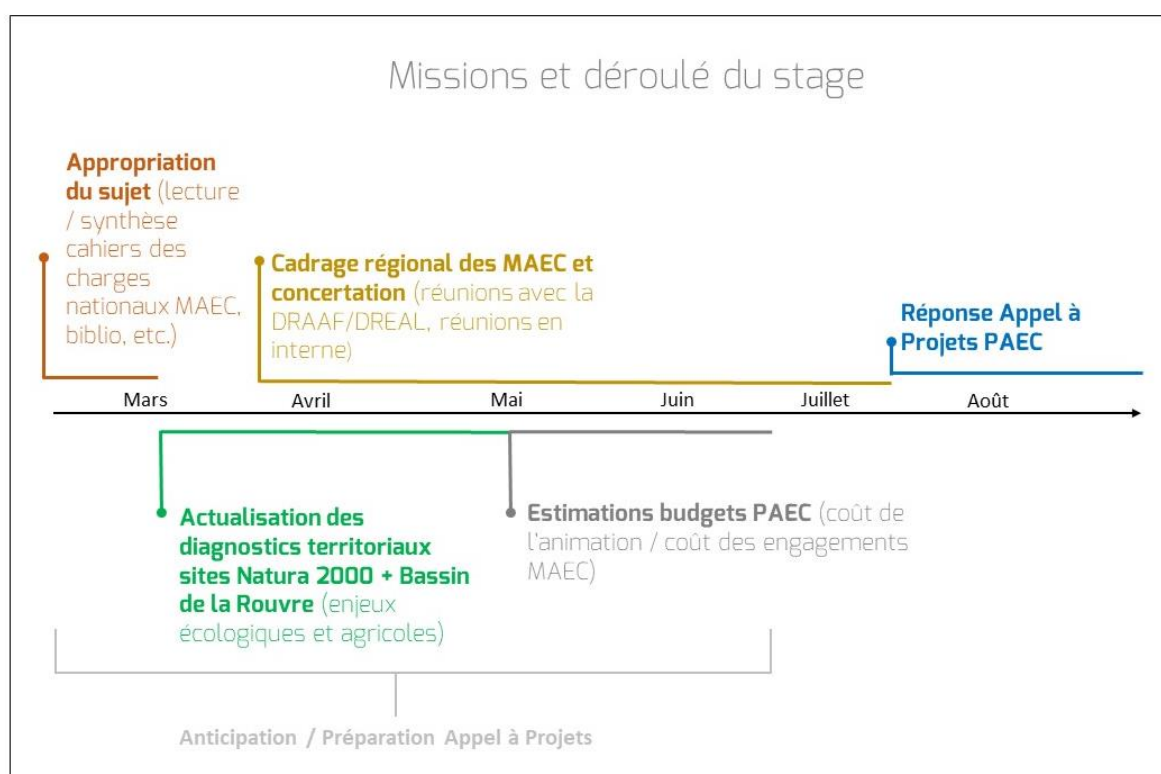 Missions et déroulé du stage
Appropriation
du sujet (lecture
/ synthèse
cahiers des
charges
nationaux MAEC,
biblio, etc.)
Cadrage régional des MAEC et
concertation (réunions avec la
DRAAF/DREAL, réunions en
interne)
Réponse Appel à
Projets PAEC
Mars Avril Mai Juin Juillet Août
Actualisation des
diagnostics territoriaux
sites Natura 2000 + Bassin
de la Rouvre (enjeux
écologiques et agricoles)
Estimations budgets PAEC (coût de
l'animation / coût des engagements
MAEC)
Anticipation / Préparation Appel à Projets